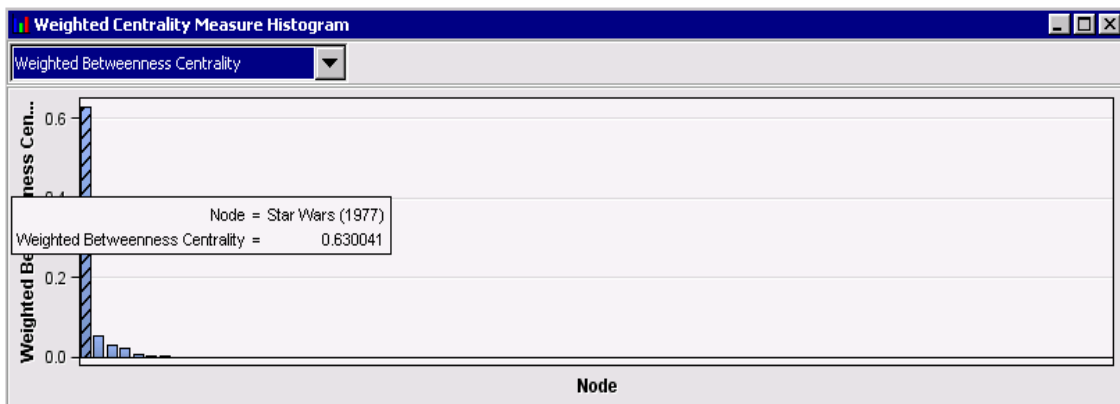 Weighted Centrality Measure Histogram
Weighted Betweenness Centrality
0.6
0.2
0.0
Node = Star Wars (1977)
Weighted Betweenness Centrality = 0.630041
Node